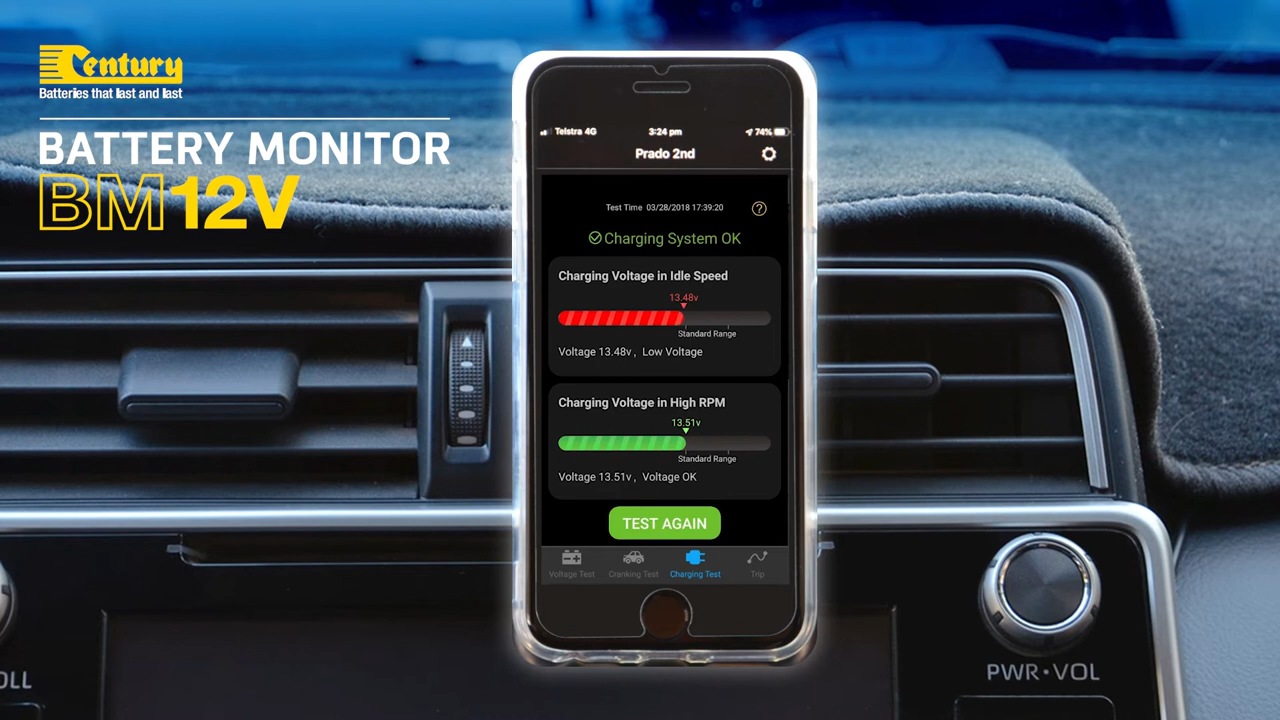 Century
Batteries that last and last
BATTERY MONITOR
BM12V
Telstra 4G
3:24 pm
74%
Prado 2nd
Test Time 03/28/2018 17:39:20
?
Charging System OK
Charging Voltage in Idle Speed
13.48v
Standard Range
Voltage 13.48v, Low Voltage
Charging Voltage in High RPM
13.51v
Standard Range
Voltage 13.51v, Voltage OK
TEST AGAIN
Voltage Test
Cranking Test
Charging Test
Trip
OLL
PWR•VOL